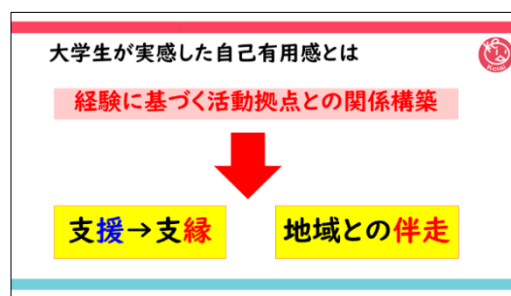 大学生が実感した自己有用感とは
経験に基づく活動拠点との関係構築
支援→支縁
地域との伴走